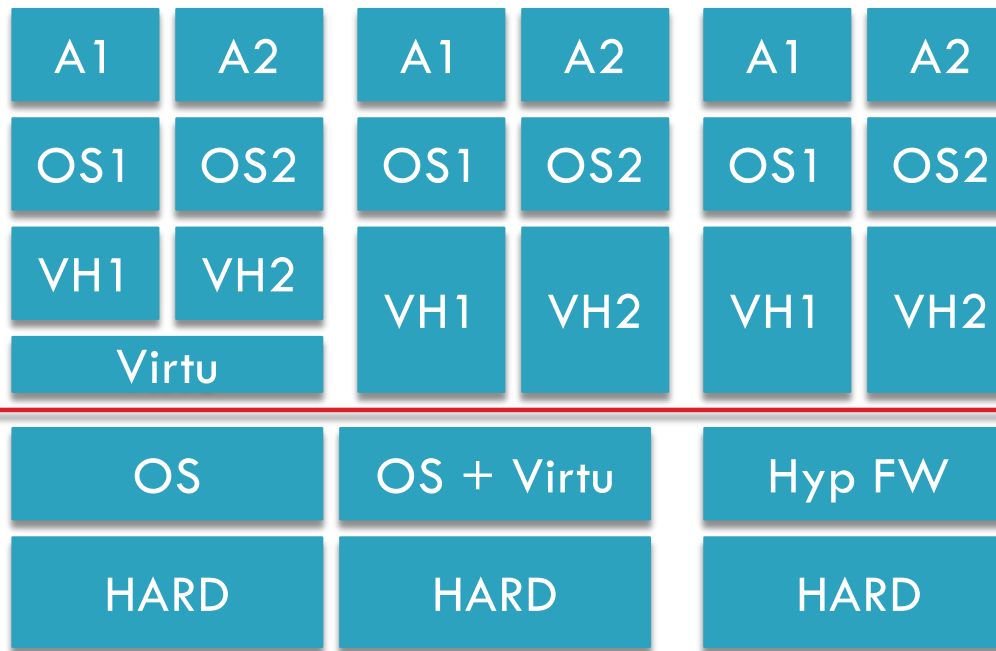 A1 A2 A1 A2 A1 A2
OS1 OS2 OS1 OS2 OS1 OS2
VH1 VH2 VH1 VH2 VH1 VH2
Virtu
OS OS + Virtu Hyp FW
HARD HARD HARD